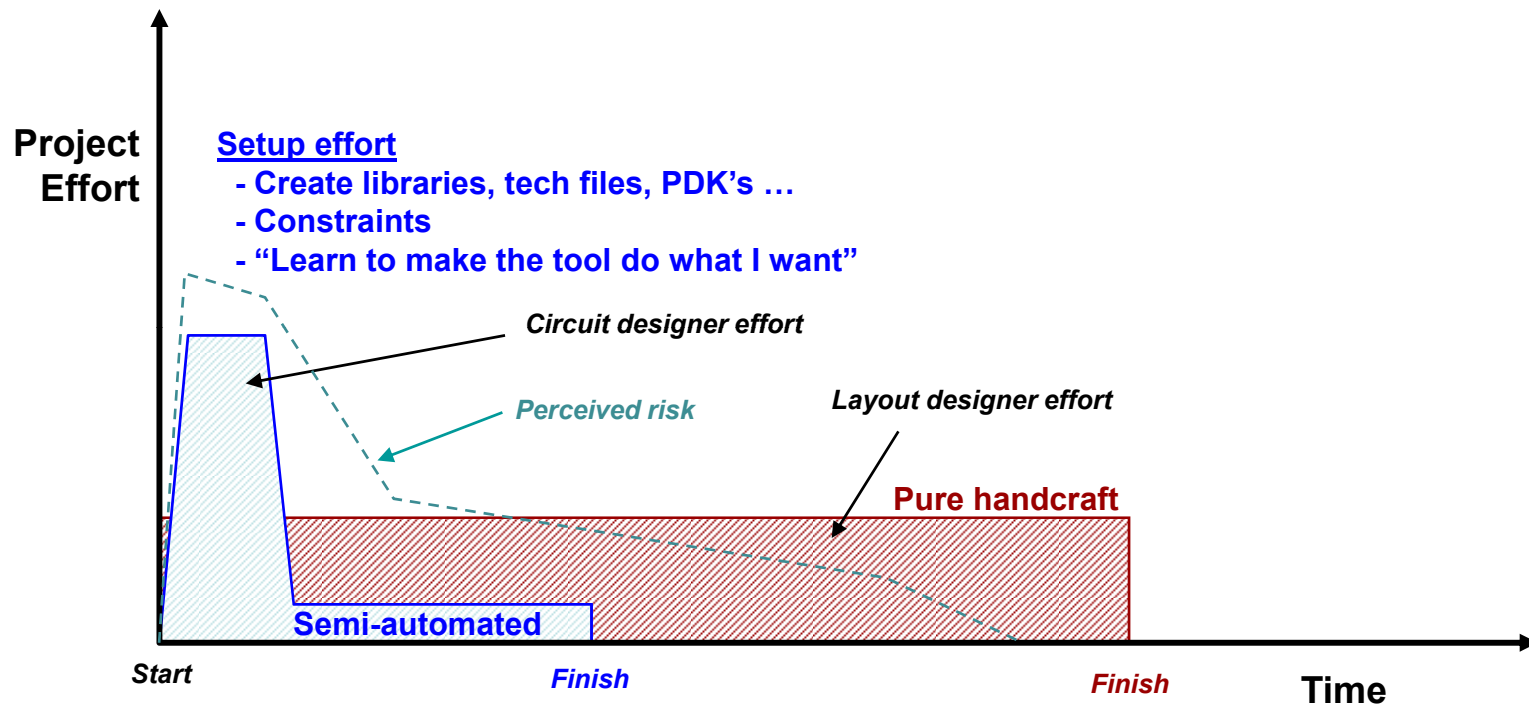 Project
Effort
Setup effort
- Create libraries, tech files, PDK’s …
- Constraints
- “Learn to make the tool do what I want”
Circuit designer effort
Perceived risk
Layout designer effort
Pure handcraft
Semi-automated
Start
Finish
Finish
Time